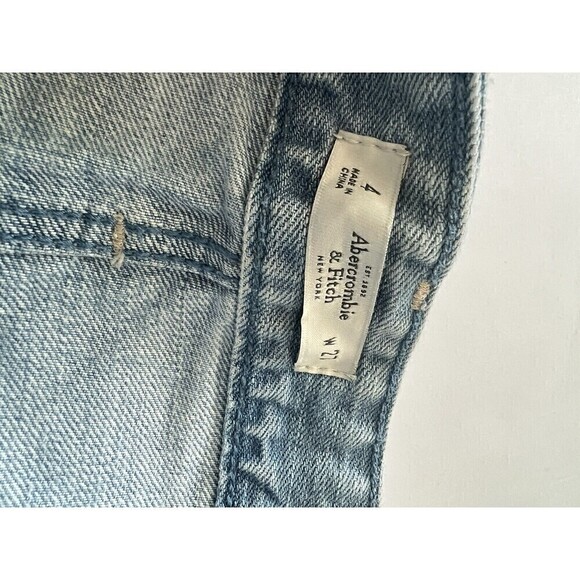 4
MADE IN
CHINA
EST. 1892
Abercrombie
& Fitch
NEW YORK
W 27